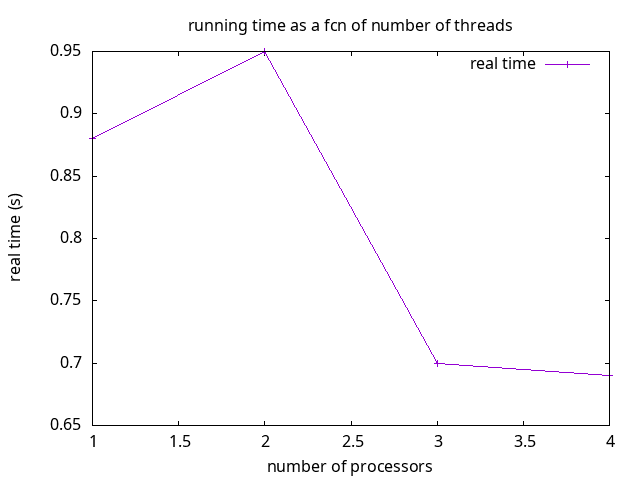 running time as a fcn of number of threads
real time
0.95
0.9
0.85
0.8
0.75
0.7
0.65
real time (s)
1 1.5 2 2.5 3 3.5 4
number of processors